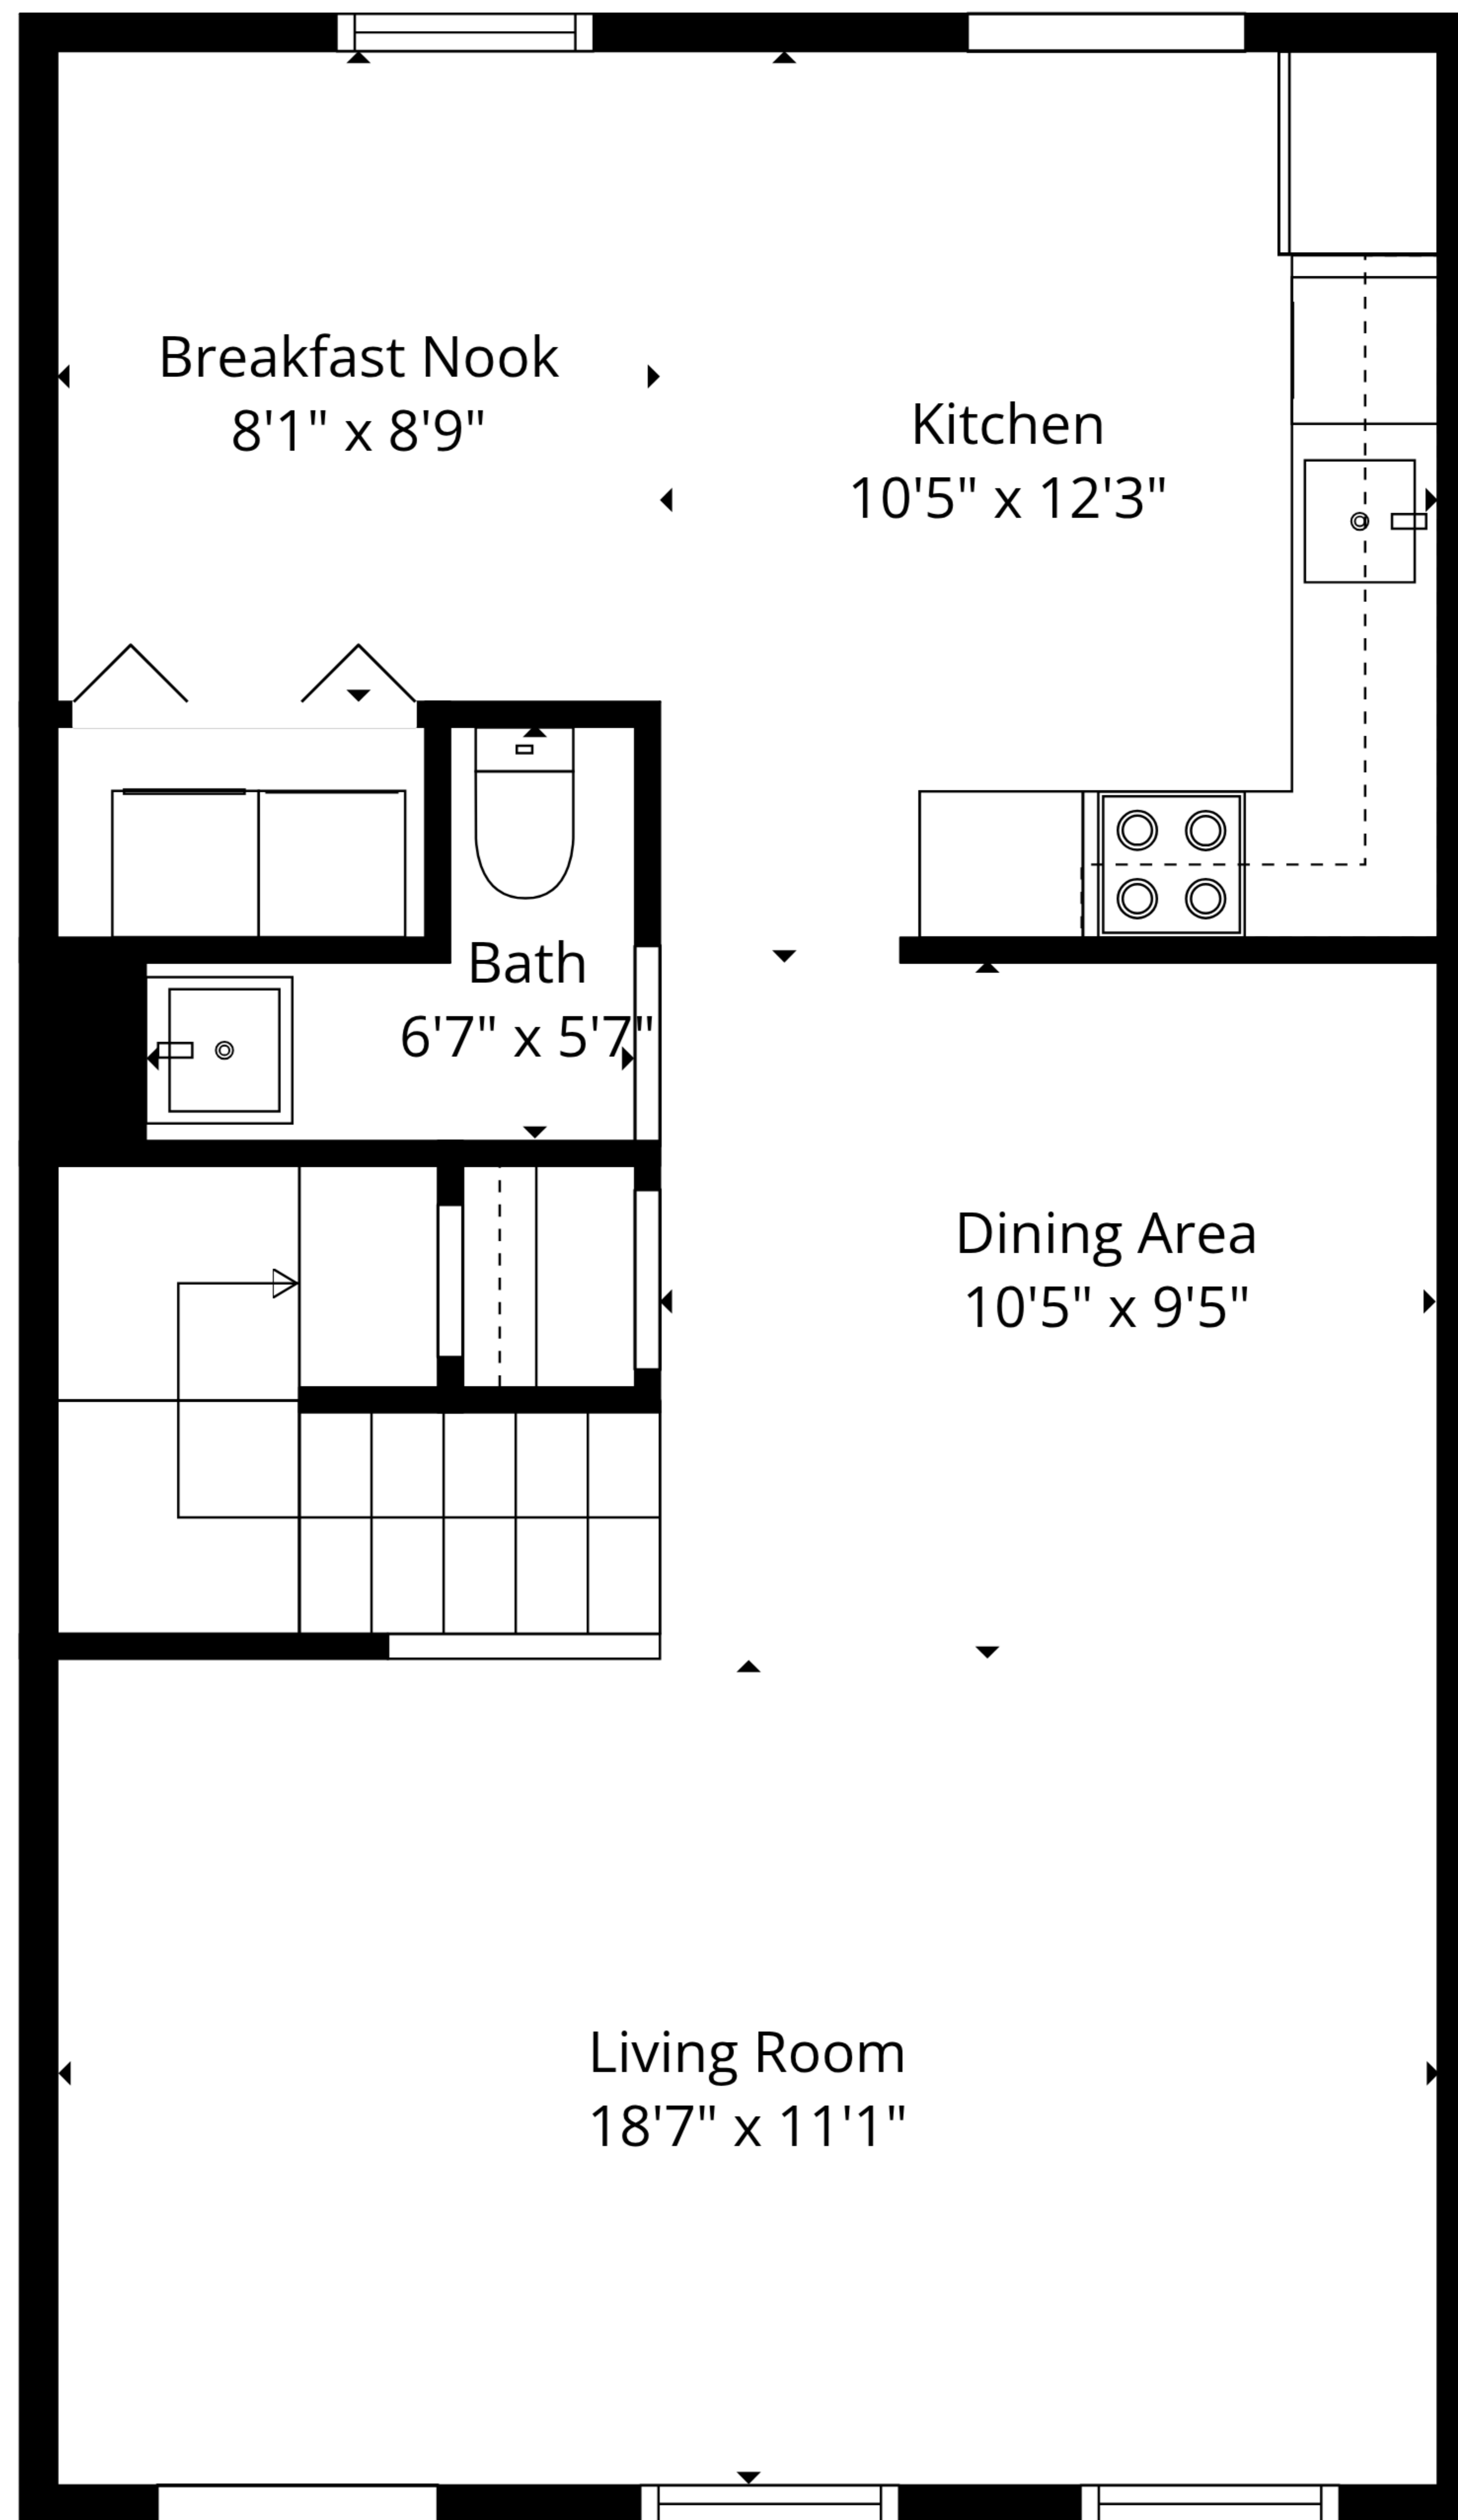 Breakfast Nook
8'1" x 8'9"
Kitchen
10'5" x 12'3"
Bath
6'7" x 5'7"
Dining Area
10'5" x 9'5"
Living Room
18'7" x 11'1"